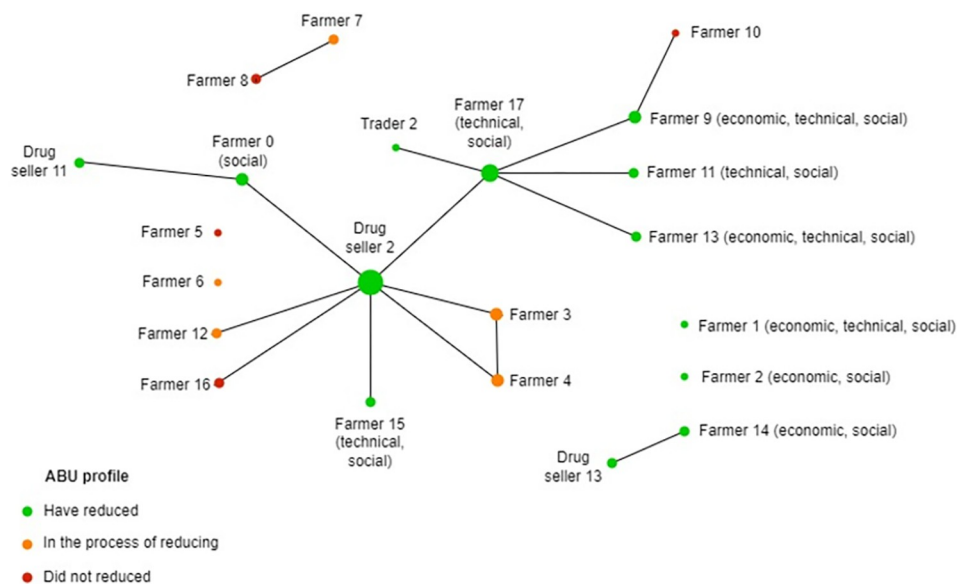 Farmer 7
Farmer 8
Farmer 10
Farmer 17
(technical,
social)
Trader 2
Farmer 9 (economic, technical, social)
Farmer 0
(social)
Drug
seller 11
Farmer 11 (technical, social)
Farmer 5
Drug
seller 2
Farmer 13 (economic, technical, social)
Farmer 6
Farmer 12
Farmer 3
Farmer 1 (economic, technical, social)
Farmer 16
Farmer 4
Farmer 2 (economic, social)
Farmer 15
(technical,
social)
Farmer 14 (economic, social)
Drug
seller 13
ABU profile
Have reduced
In the process of reducing
Did not reduced